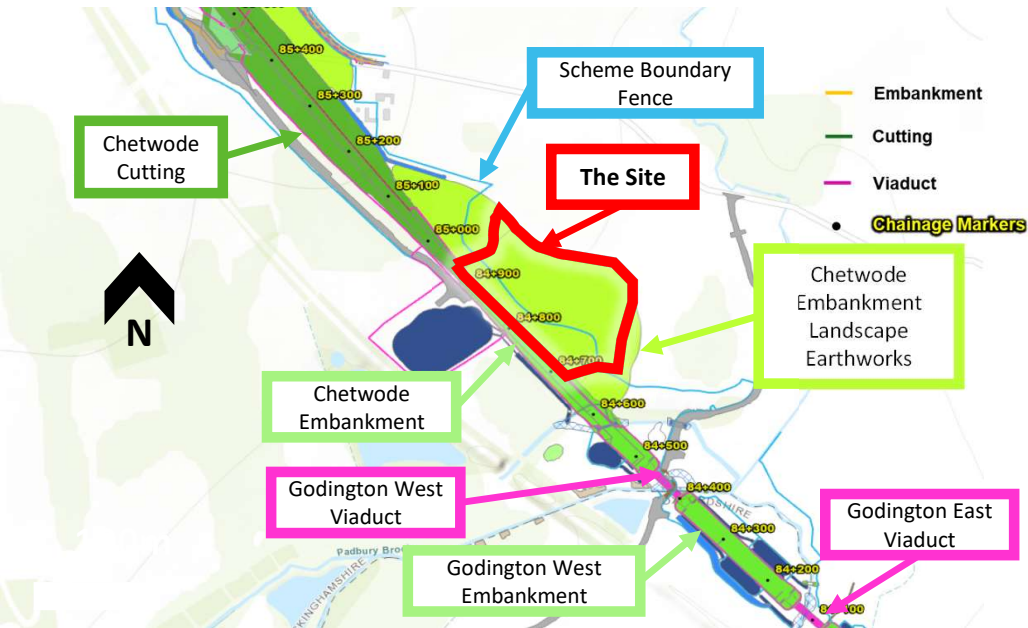 85+400
85+300
85+200
85+100
85+000
84+900
84+800
84+700
84+600
84+500
84+400
84+300
84+200
Scheme Boundary
Fence
Embankment
Cutting
Viaduct
Chainage Markers
Chetwode
Cutting
The Site
N
Chetwode
Embankment
Landscape
Earthworks
Chetwode
Embankment
Godington West
Viaduct
Godington East
Viaduct
Godington West
Embankment
Padbury